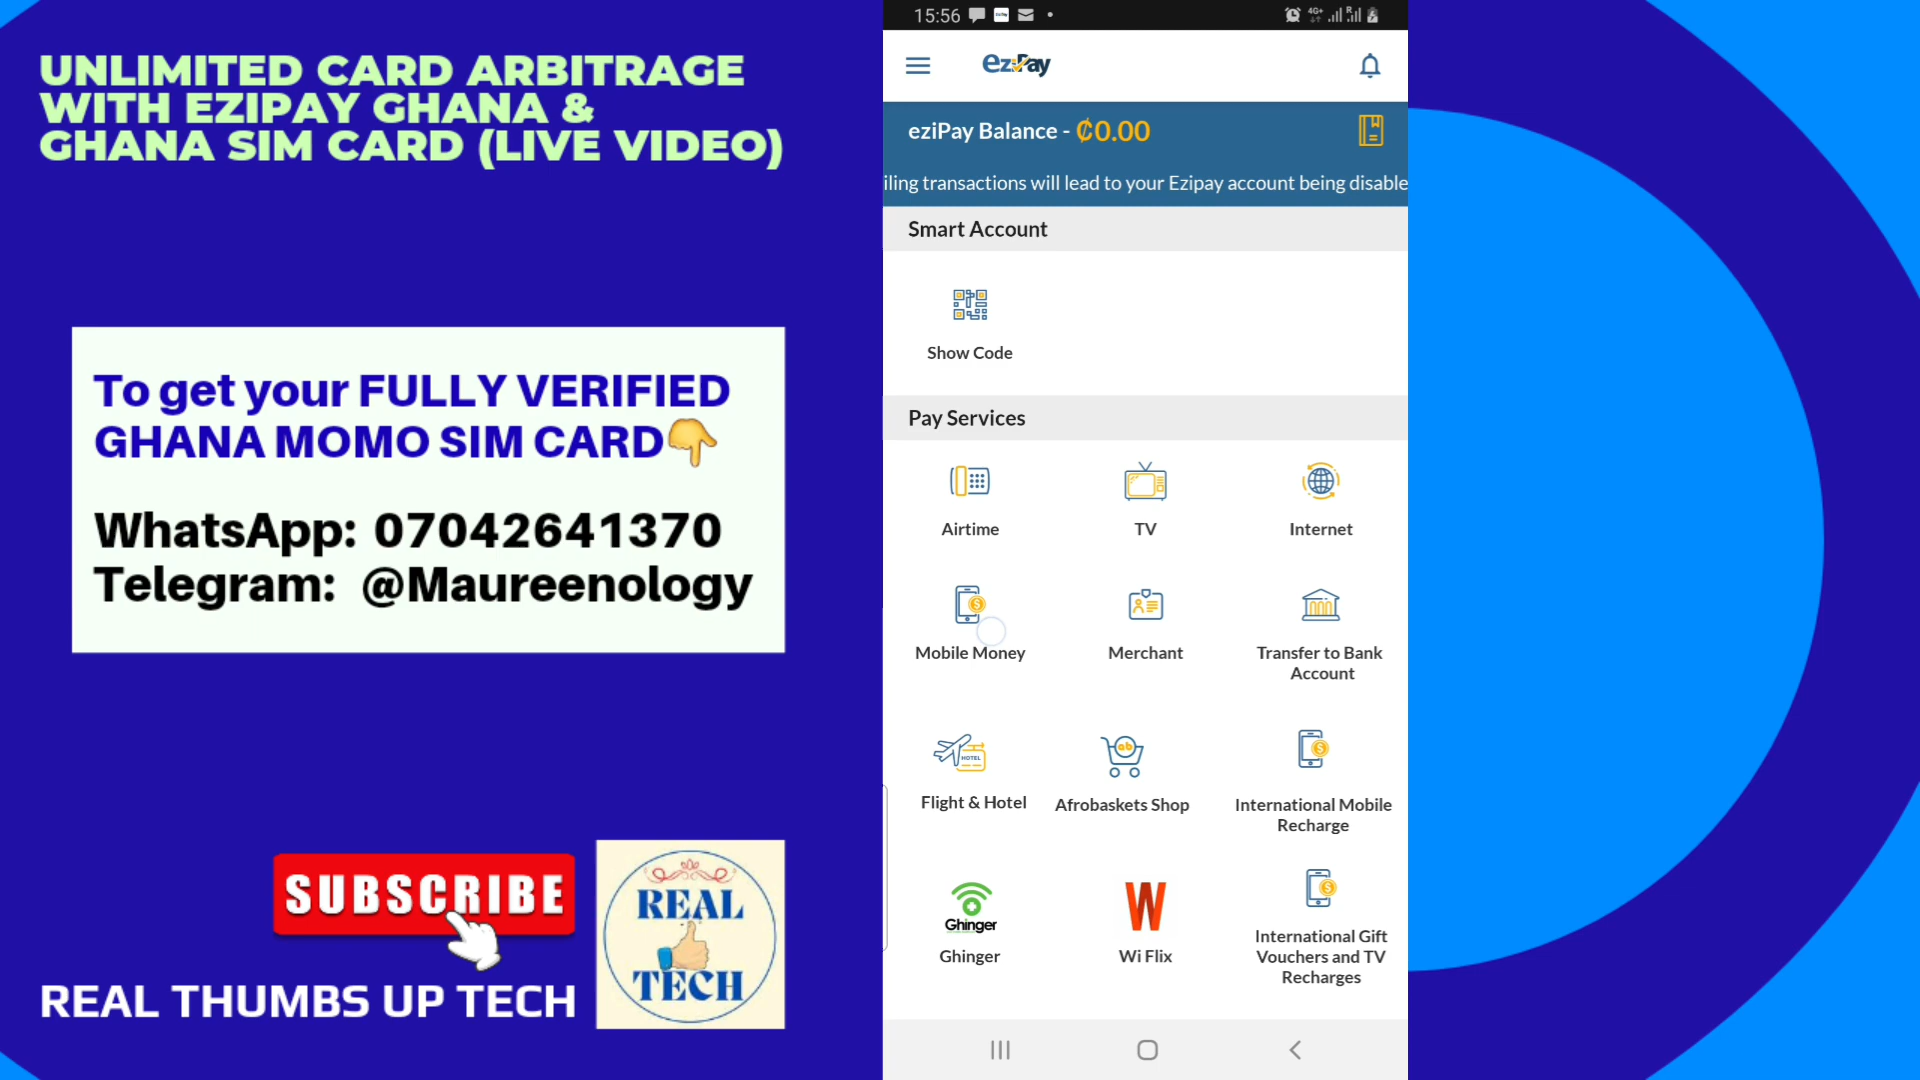 UNLIMITED CARD ARBITRAGE
WITH EZIPAY GHANA &
GHANA SIM CARD (LIVE VIDEO)
To get your FULLY VERIFIED
GHANA MOMO SIM CARD👇
WhatsApp: 07042641370
Telegram: @Maureenology
SUBSCRIBE
REAL THUMBS UP TECH
REAL
TECH
15:56
4G+
R
eziPay
eziPay Balance - ₵0.00
iling transactions will lead to your Ezipay account being disable
Smart Account
Show Code
Pay Services
Airtime
TV
Internet
Mobile Money
Merchant
Transfer to Bank
Account
HOTEL
ab
Flight & Hotel
Afrobaskets Shop
International Mobile
Recharge
Ghinger
W
Ghinger
Wi Flix
International Gift
Vouchers and TV
Recharges